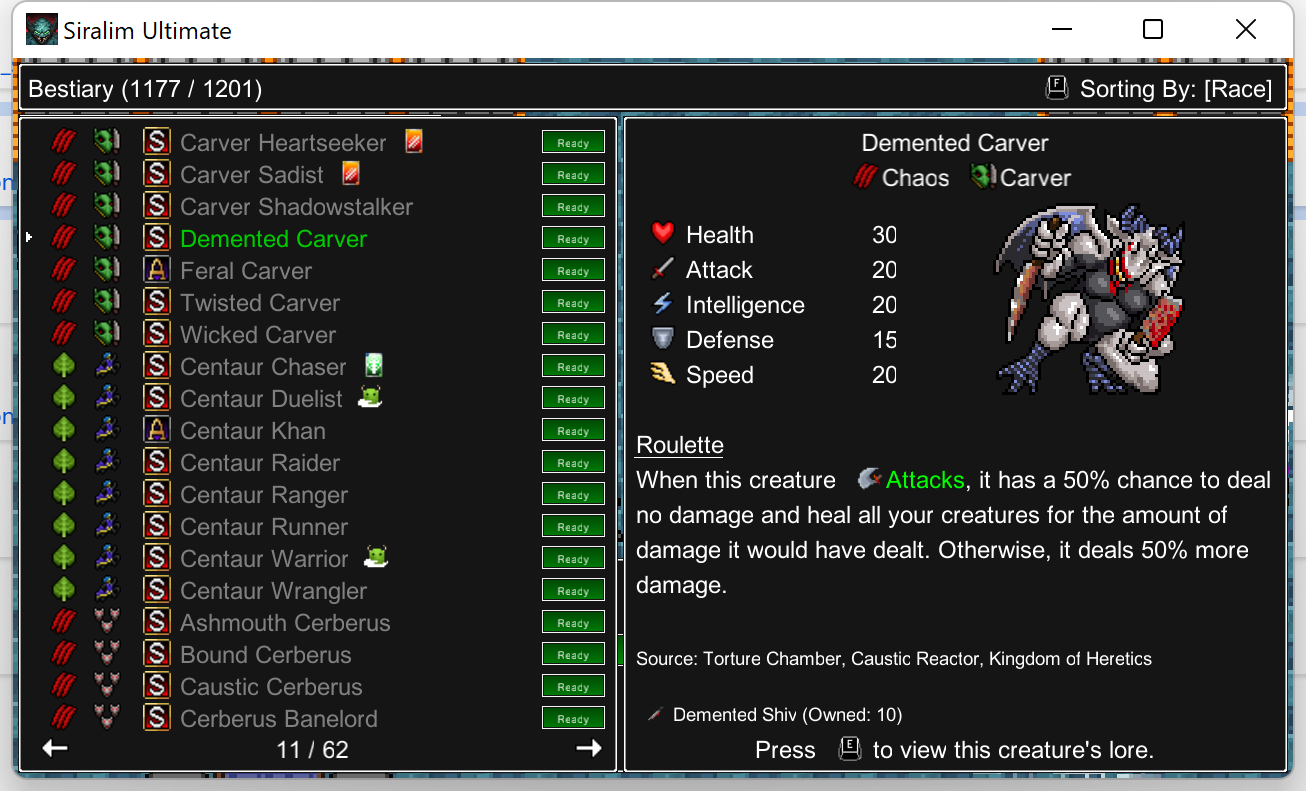 Siralim Ultimate
Bestiary (1177 / 1201)
F Sorting By: [Race]
S Carver Heartseeker Ready
S Carver Sadist Ready
S Carver Shadowstalker Ready
S Demented Carver Ready
A Feral Carver Ready
S Twisted Carver Ready
S Wicked Carver Ready
S Centaur Chaser Ready
S Centaur Duelist Ready
A Centaur Khan Ready
S Centaur Raider Ready
S Centaur Ranger Ready
S Centaur Runner Ready
S Centaur Warrior Ready
S Centaur Wrangler Ready
S Ashmouth Cerberus Ready
S Bound Cerberus Ready
S Caustic Cerberus Ready
S Cerberus Banelord Ready
11 / 62
Demented Carver
Chaos Carver
Health 30
Attack 20
Intelligence 20
Defense 15
Speed 20
Roulette
When this creature Attacks, it has a 50% chance to deal
no damage and heal all your creatures for the amount of
damage it would have dealt. Otherwise, it deals 50% more
damage.
Source: Torture Chamber, Caustic Reactor, Kingdom of Heretics
Demented Shiv (Owned: 10)
Press E to view this creature's lore.